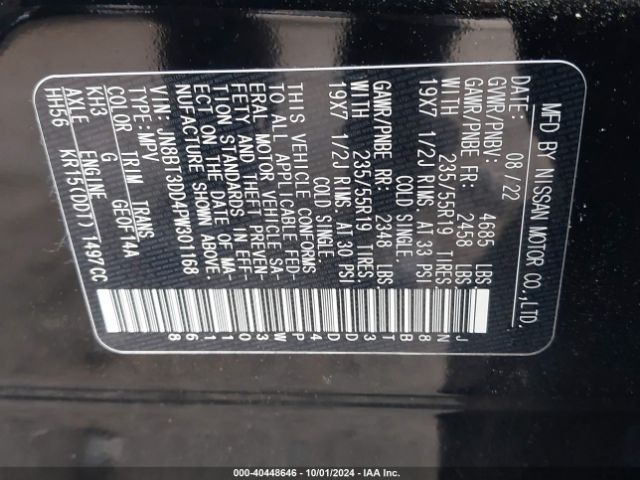 MFD BY NISSAN MOTOR CO.,LTD.
DATE: 08/22
GVWR/PNBV: 4685 LBS
GAWR/PNBE FR: 2458 LBS
WITH 235/55R19 TIRES
19X7 1/2J RIMS. AT 33 PSI
COLD SINGLE.
GAWR/PNBE RR: 2348 LBS
WITH 235/55R19 TIRES:
19X7 1/2J RIMS. AT 30 PSI
COLD SINGLE
THIS VEHICLE CONFORMS
TO ALL APPLICABLE FED-
ERAL MOTOR VEHICLE SA-
FETY AND THEFT PREVEN-
TION STANDARDS IN EFF-
ECT ON THE DATE OF MA-
NUFACTURE SHOWN ABOVE.
VIN: JN8BT3DD4PW301168
TYPE: MPV
COLOR TRIM TRANS
KH3 G GE0F14A
AXLE ENGINE
HH56 KR15(DDT) 1497CC
J N 8 B T 3 D D 4 P W 3 0 1 1 6 8
000-40448646 - 10/01/2024 - IAA Inc.